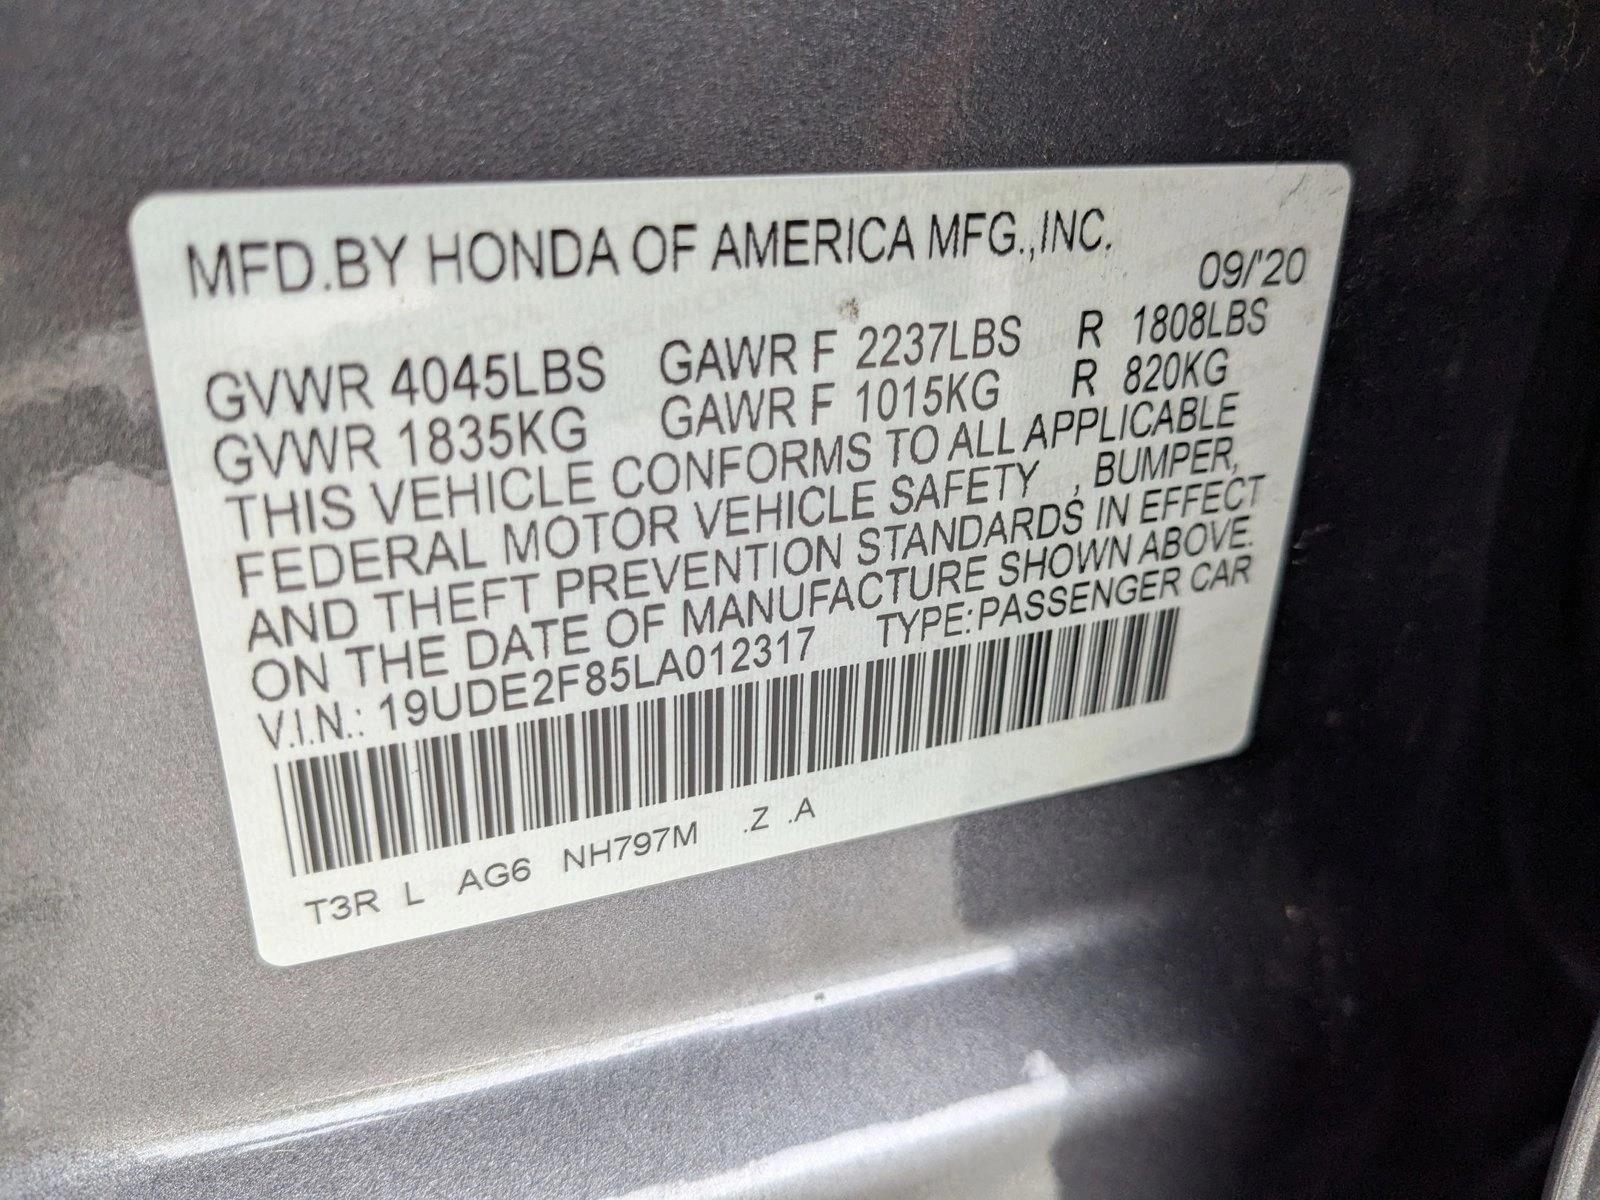 MFD.BY HONDA OF AMERICA MFG.,INC.
09/'20
GVWR 4045LBS GAWR F 2237LBS R 1808LBS
GVWR 1835KG GAWR F 1015KG R 820KG
THIS VEHICLE CONFORMS TO ALL APPLICABLE
FEDERAL MOTOR VEHICLE SAFETY , BUMPER,
AND THEFT PREVENTION STANDARDS IN EFFECT
ON THE DATE OF MANUFACTURE SHOWN ABOVE.
V.I.N.: 19UDE2F85LA012317 TYPE:PASSENGER CAR
T3R L AG6 NH797M .Z .A